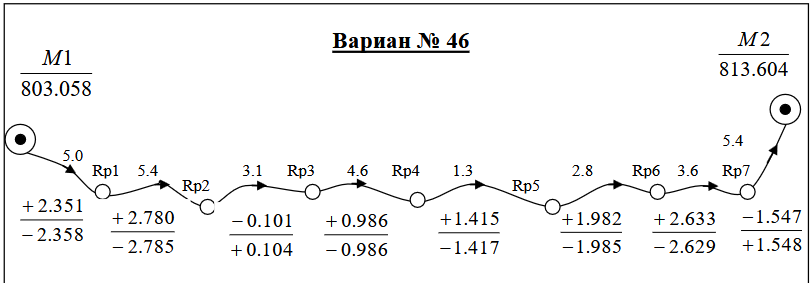 Вариан № 46
M1
803.058
M2
813.604
5.0
Rp1
5.4
Rp2
3.1
Rp3
4.6
Rp4
1.3
Rp5
2.8
Rp6
3.6
Rp7
5.4
+2.351
−2.358
+2.780
−2.785
−0.101
+0.104
+0.986
−0.986
+1.415
−1.417
+1.982
−1.985
+2.633
−2.629
−1.547
+1.548